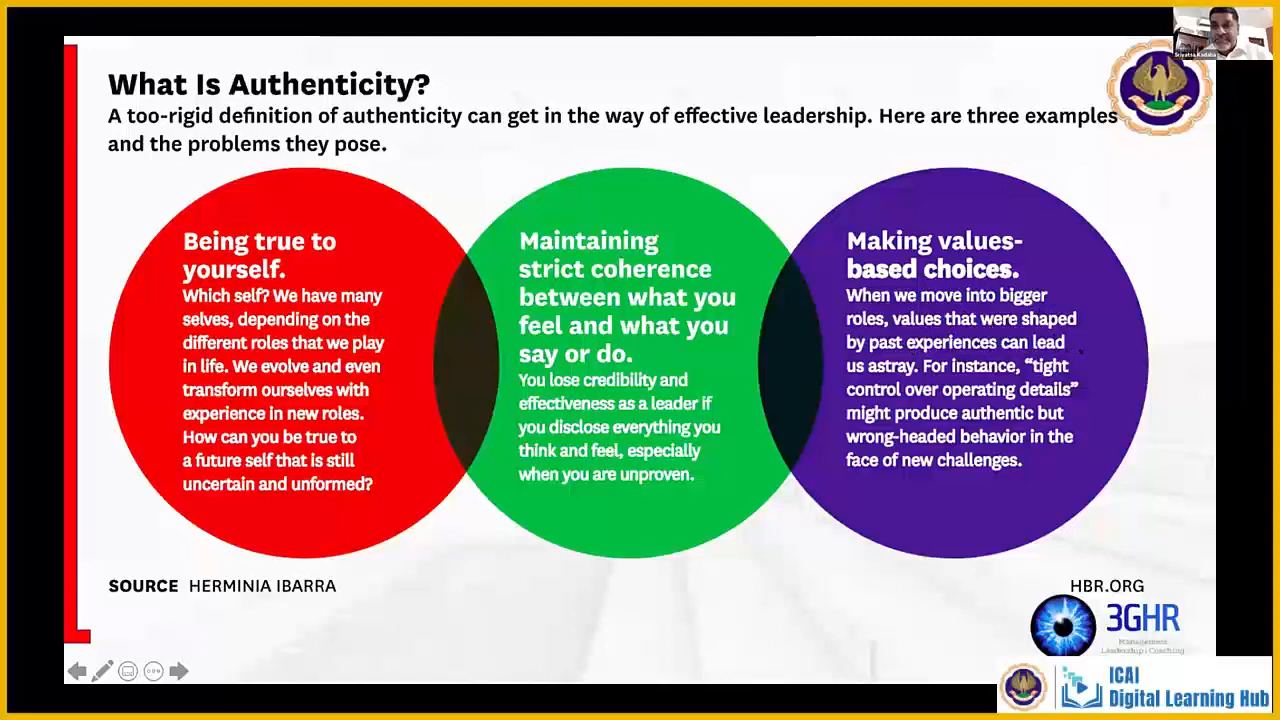 What Is Authenticity?
A too-rigid definition of authenticity can get in the way of effective leadership. Here are three examples
and the problems they pose.
Being true to
yourself.
Which self? We have many
selves, depending on the
different roles that we play
in life. We evolve and even
transform ourselves with
experience in new roles.
How can you be true to
a future self that is still
uncertain and unformed?
Maintaining
strict coherence
between what you
feel and what you
say or do.
You lose credibility and
effectiveness as a leader if
you disclose everything you
think and feel, especially
when you are unproven.
Making values-
based choices.
When we move into bigger
roles, values that were shaped
by past experiences can lead
us astray. For instance, “tight
control over operating details”
might produce authentic but
wrong-headed behavior in the
face of new challenges.
SOURCE HERMINIA IBARRA
HBR.ORG
3GHR
Management
Leadership | Coaching
ICAI
Digital Learning Hub
Srivatsa Kadaba